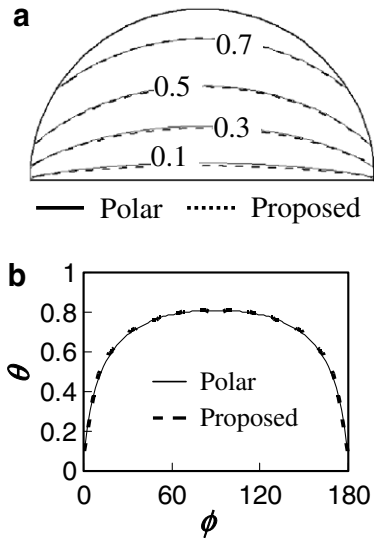 a
0.7
0.5
0.3
0.1
Polar Proposed
b
1
0.8
0.6
0.4
0.2
0
θ
Polar
Proposed
0 60 120 180
ϕ